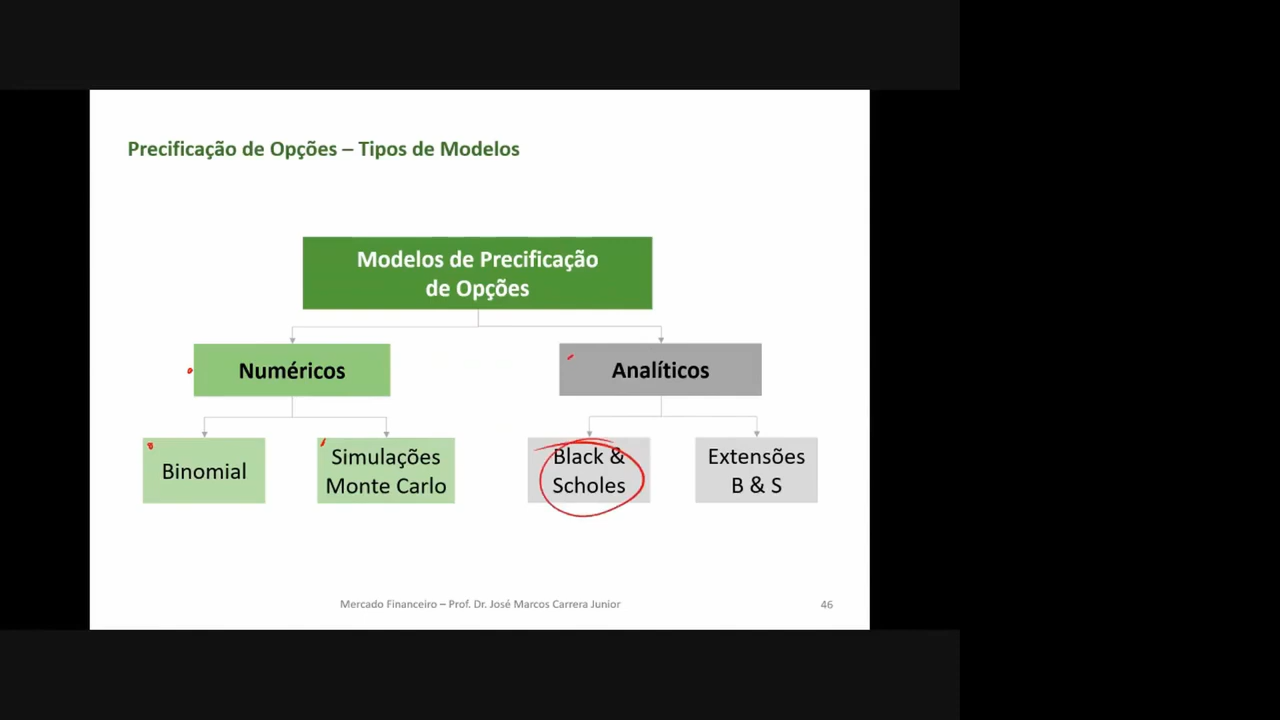 Precificação de Opções – Tipos de Modelos
Modelos de Precificação
de Opções
Numéricos
Analíticos
Binomial
Simulações
Monte Carlo
Black &
Scholes
Extensões
B & S
Mercado Financeiro – Prof. Dr. José Marcos Carrera Junior
46